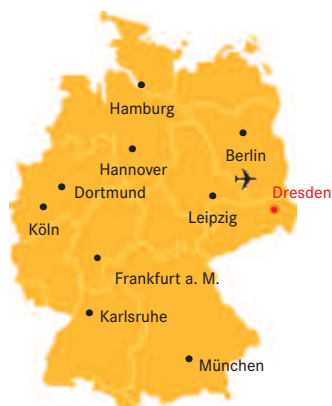 Hamburg
Berlin
Hannover
Dortmund
Dresden
Leipzig
Köln
Frankfurt a. M.
Karlsruhe
München